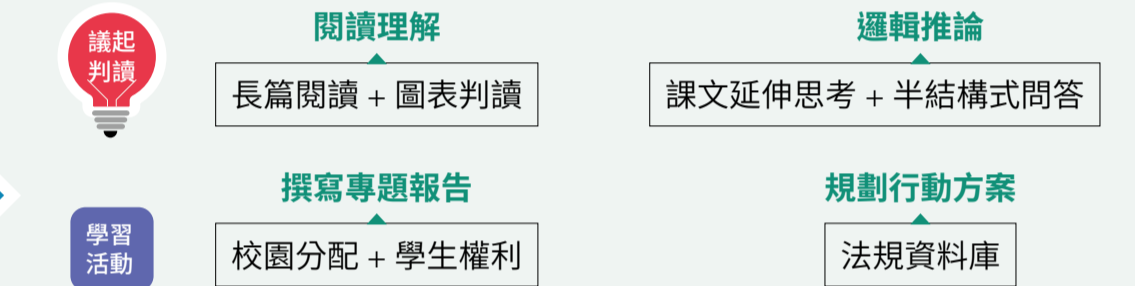 議起
判讀
閱讀理解
長篇閱讀 + 圖表判讀
邏輯推論
課文延伸思考 + 半結構式問答
學習
活動
撰寫專題報告
校園分配 + 學生權利
規劃行動方案
法規資料庫